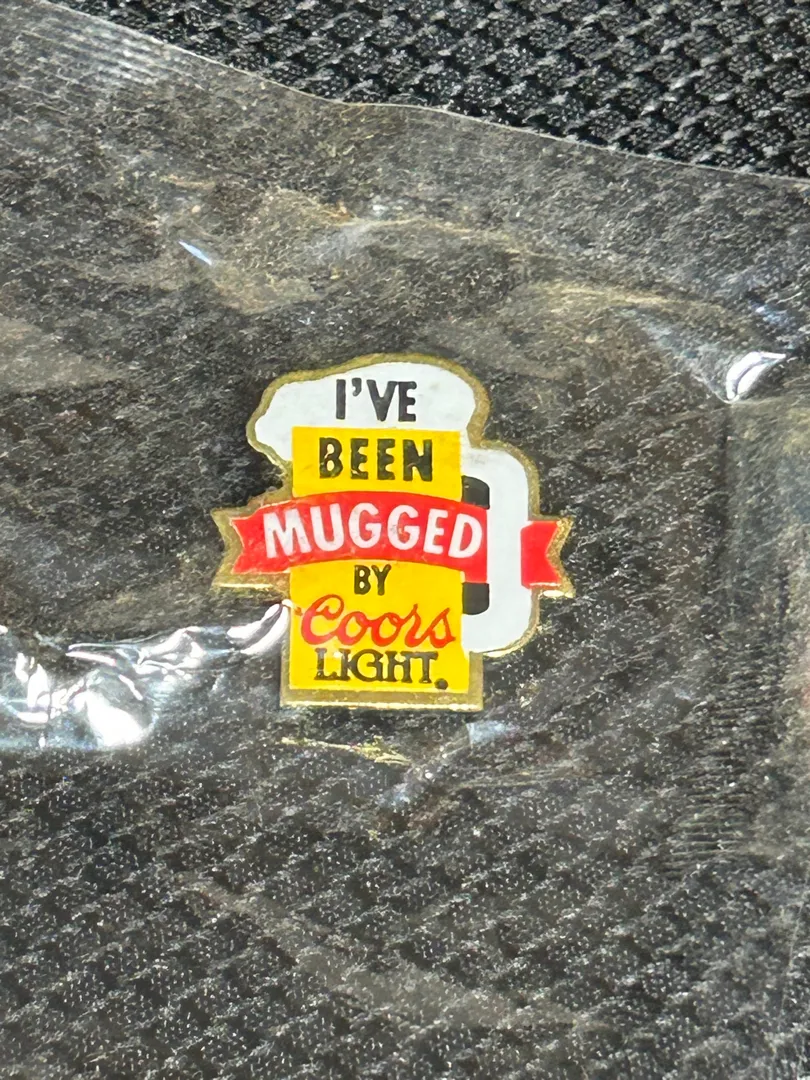 I'VE
BEEN
MUGGED
BY
Coors
LIGHT.